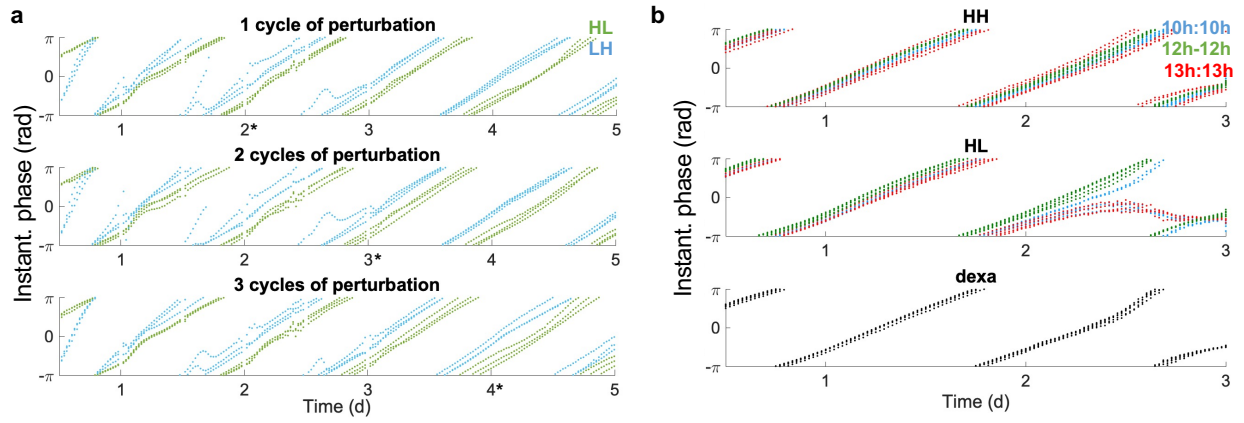 a
1 cycle of perturbation
HL
LH
π
0
-π
1
2*
3
4
5
2 cycles of perturbation
π
0
-π
1
2
3*
4
5
3 cycles of perturbation
π
0
-π
1
2
3
4*
5
Instant. phase (rad)
Time (d)
b
HH
10h:10h
12h-12h
13h:13h
π
0
-π
1
2
3
HL
π
0
-π
1
2
3
dexa
π
0
-π
1
2
3
Instant. phase (rad)
Time (d)